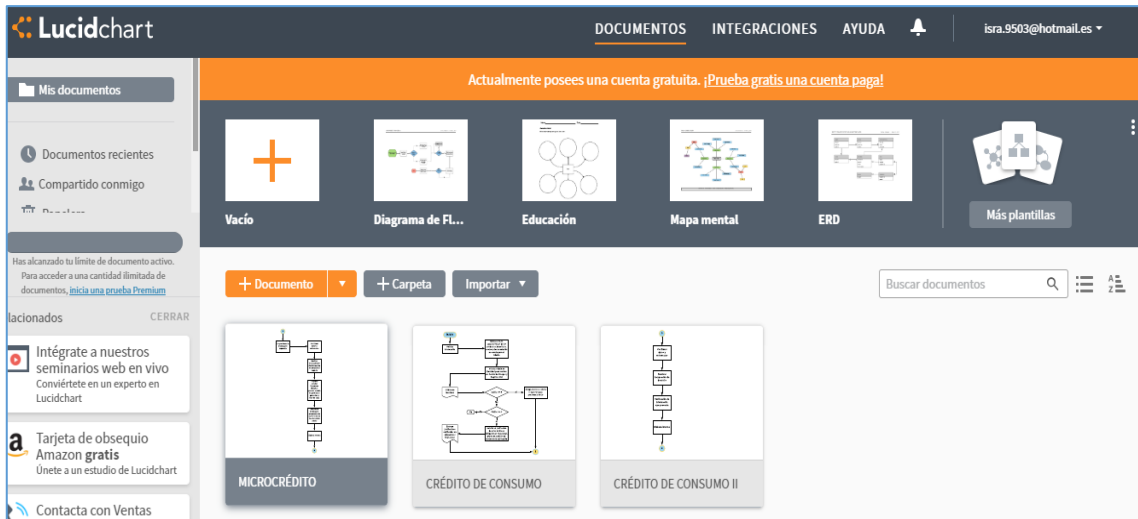 Lucidchart
DOCUMENTOS INTEGRACIONES AYUDA isra.9503@hotmail.es
Mis documentos
Documentos recientes
Compartido conmigo
Has alcanzado tu límite de documento activo.
Para acceder a una cantidad ilimitada de
documentos, inicia una prueba Premium
lacionados CERRAR
Intégrate a nuestros
seminarios web en vivo
Conviértete en un experto en
Lucidchart
Tarjeta de obsequio
Amazon gratis
Únete a un estudio de Lucidchart
Contacta con Ventas
Actualmente posees una cuenta gratuita. ¡Prueba gratis una cuenta paga!
Vacío
Diagrama de Fl...
Educación
Mapa mental
ERD
Más plantillas
+ Documento
+ Carpeta
Importar
Buscar documentos
MICROCRÉDITO
CRÉDITO DE CONSUMO
CRÉDITO DE CONSUMO II